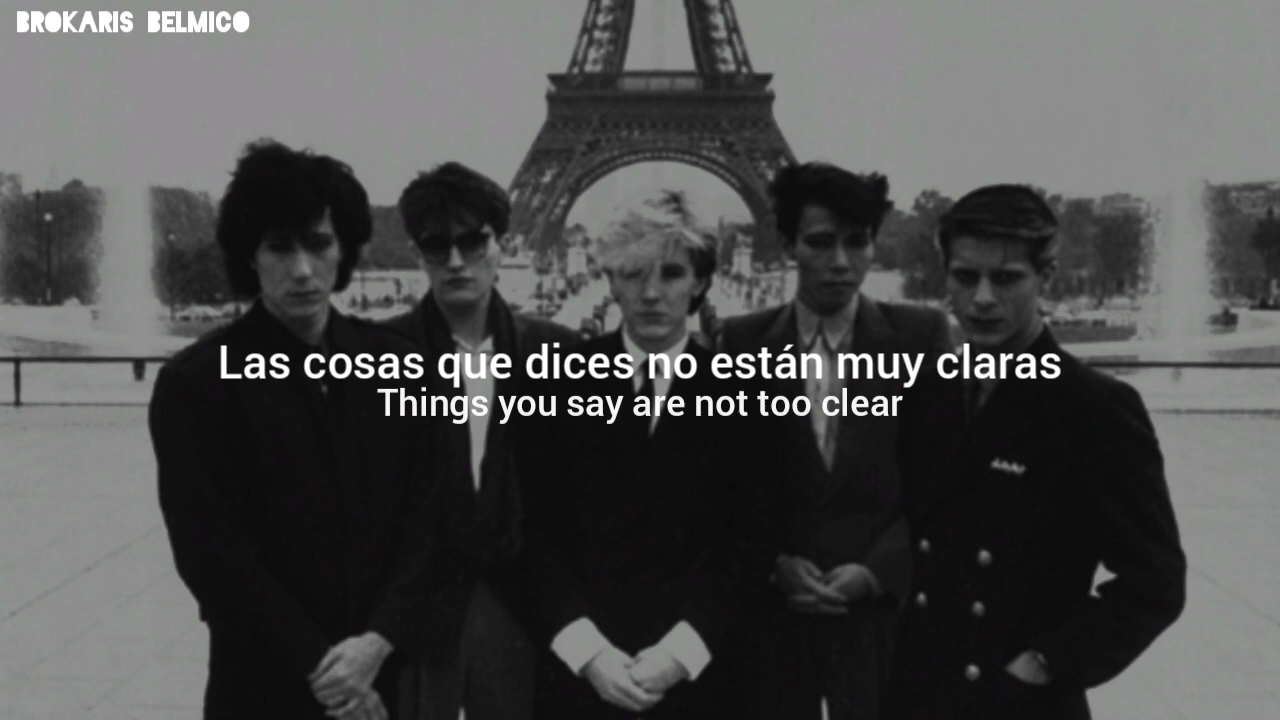 BROKARIS BELMICO
Las cosas que dices no están muy claras
Things you say are not too clear